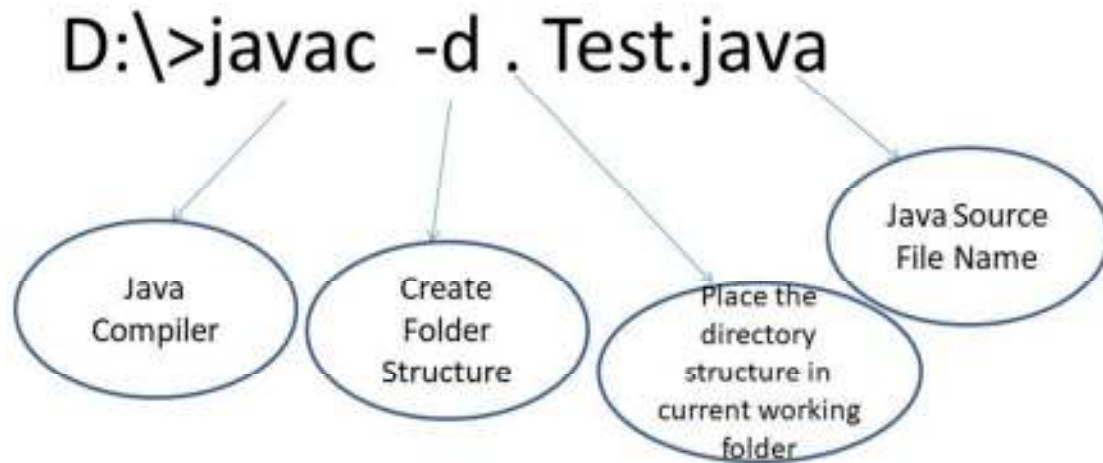 D:\>javac -d . Test.java
Java
Compiler
Create
Folder
Structure
Place the
directory
structure in
current working
folder
Java Source
File Name